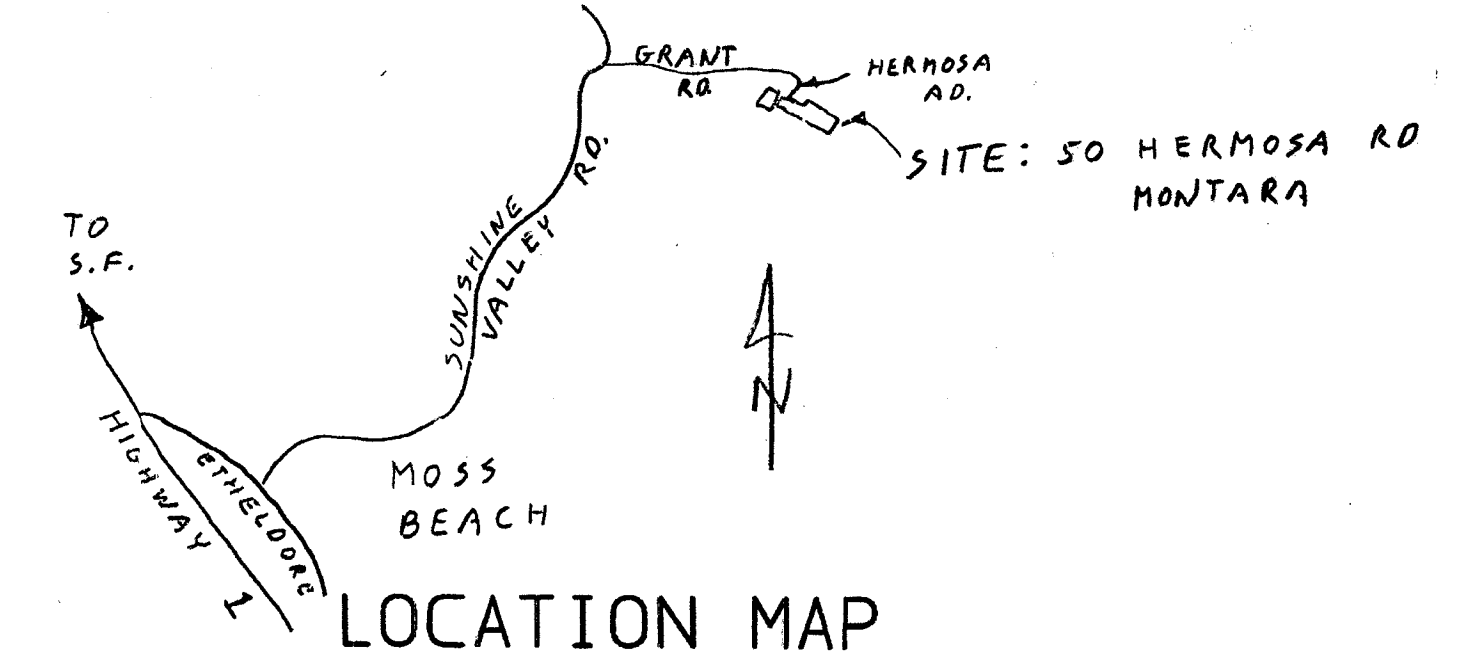 GRANT
RD.
HERMOSA
RD.
SITE: 50 HERMOSA RD
MONTARA
SUNSHINE
VALLEY RD.
TO
S.F.
N
HIGHWAY 1
ETHELDORE
MOSS
BEACH
LOCATION MAP